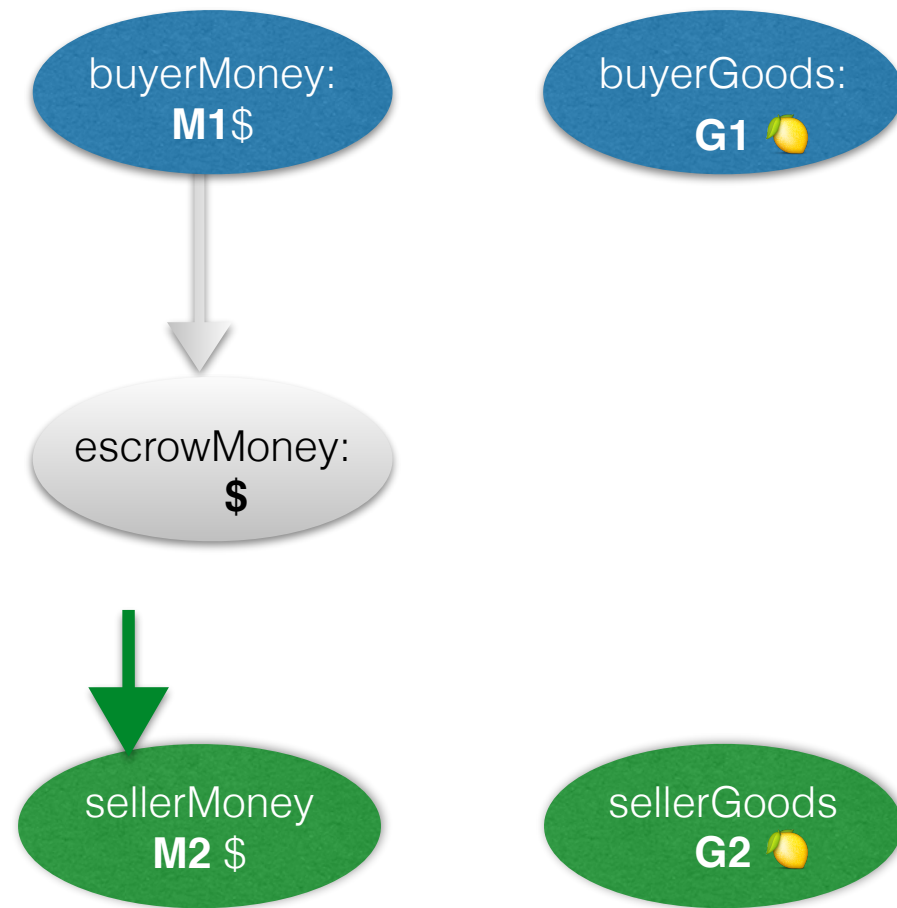 buyerMoney:
M1$
buyerGoods:
G1 🍋
escrowMoney:
$
sellerMoney
M2 $
sellerGoods
G2 🍋